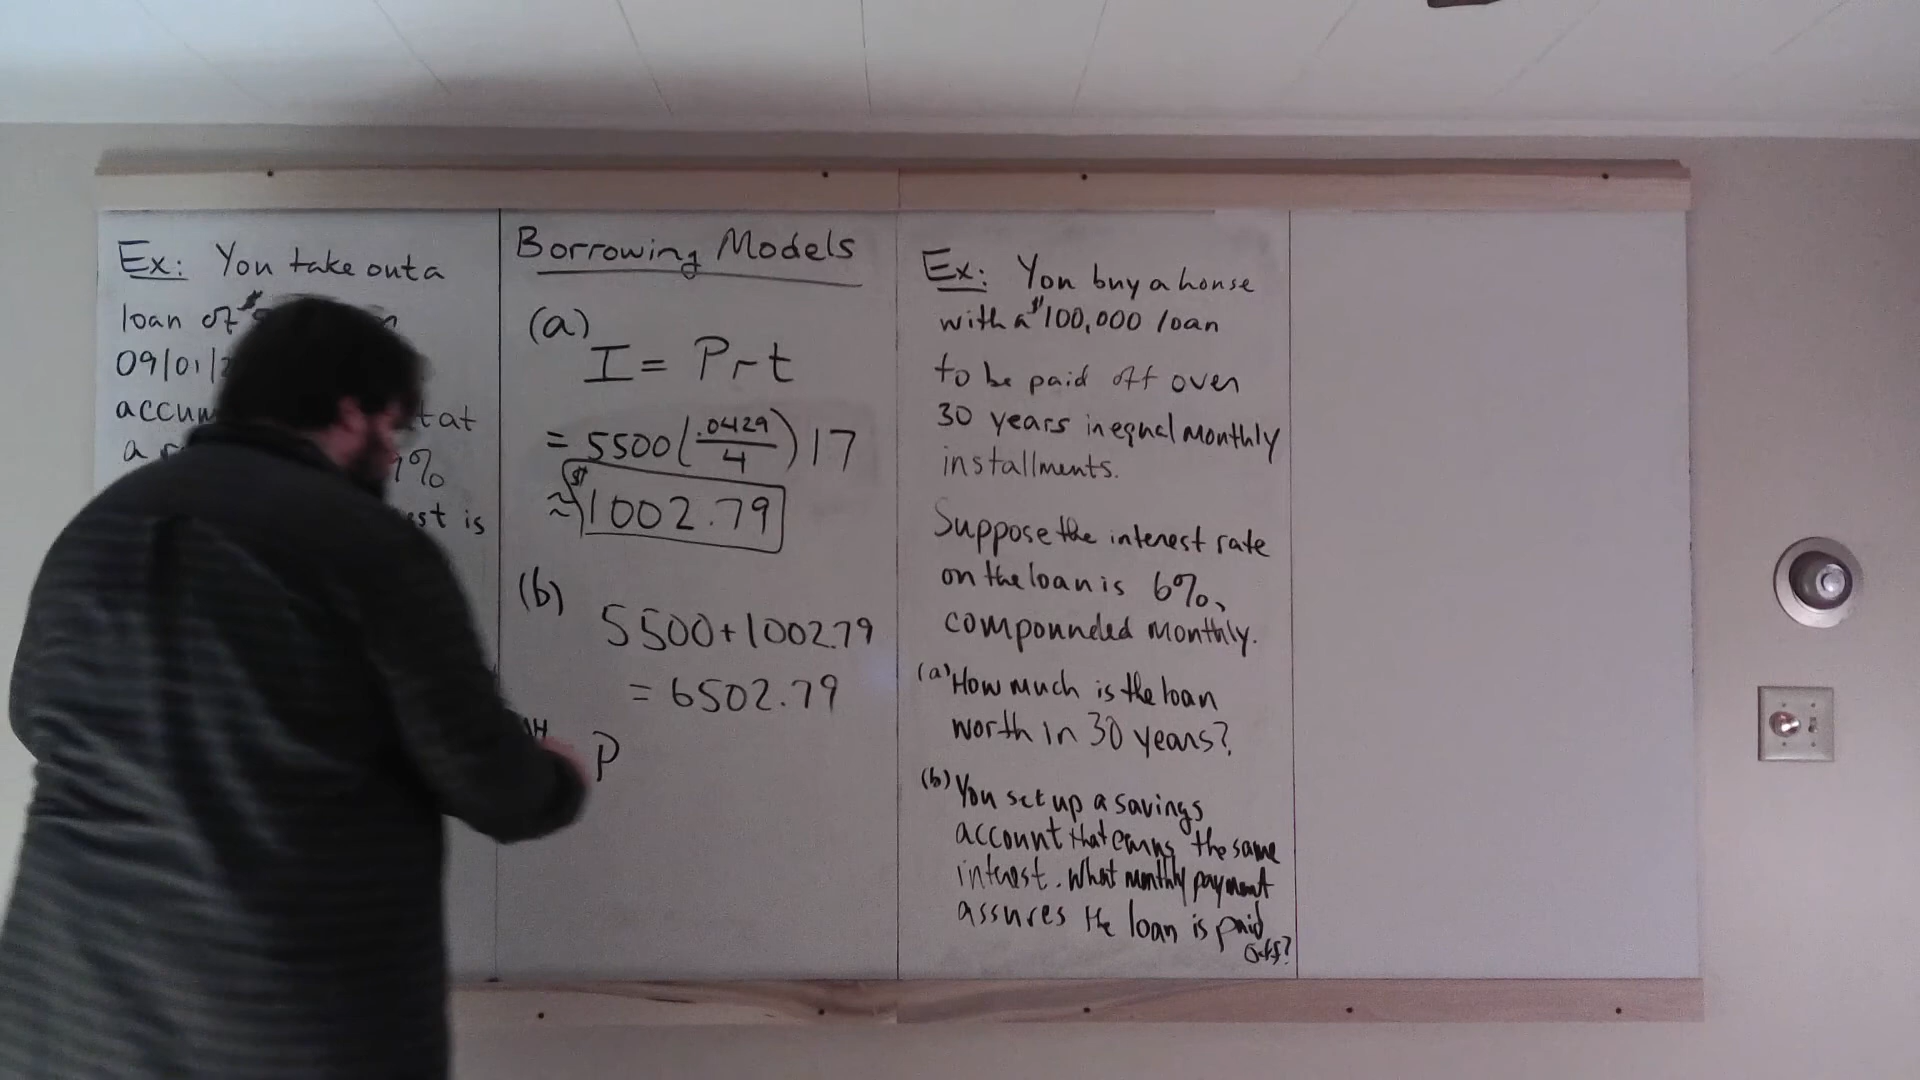 Ex: You take out a
loan of $
09/01/2
accum t at
a r 9%
est is
Borrowing Models
(a)
I = Prt
= 5500 (.0429/4) 17
≈ $1002.79
(b)
5500+1002.79
= 6502.79
P
Ex: You buy a house
with a $100,000 loan
to be paid off over
30 years in equal monthly
installments.
Suppose the interest rate
on the loan is 6%,
compounded monthly.
(a) How much is the loan
worth in 30 years?
(b) You set up a savings
account that earns the same
interest. What monthly payment
assures the loan is paid
off?